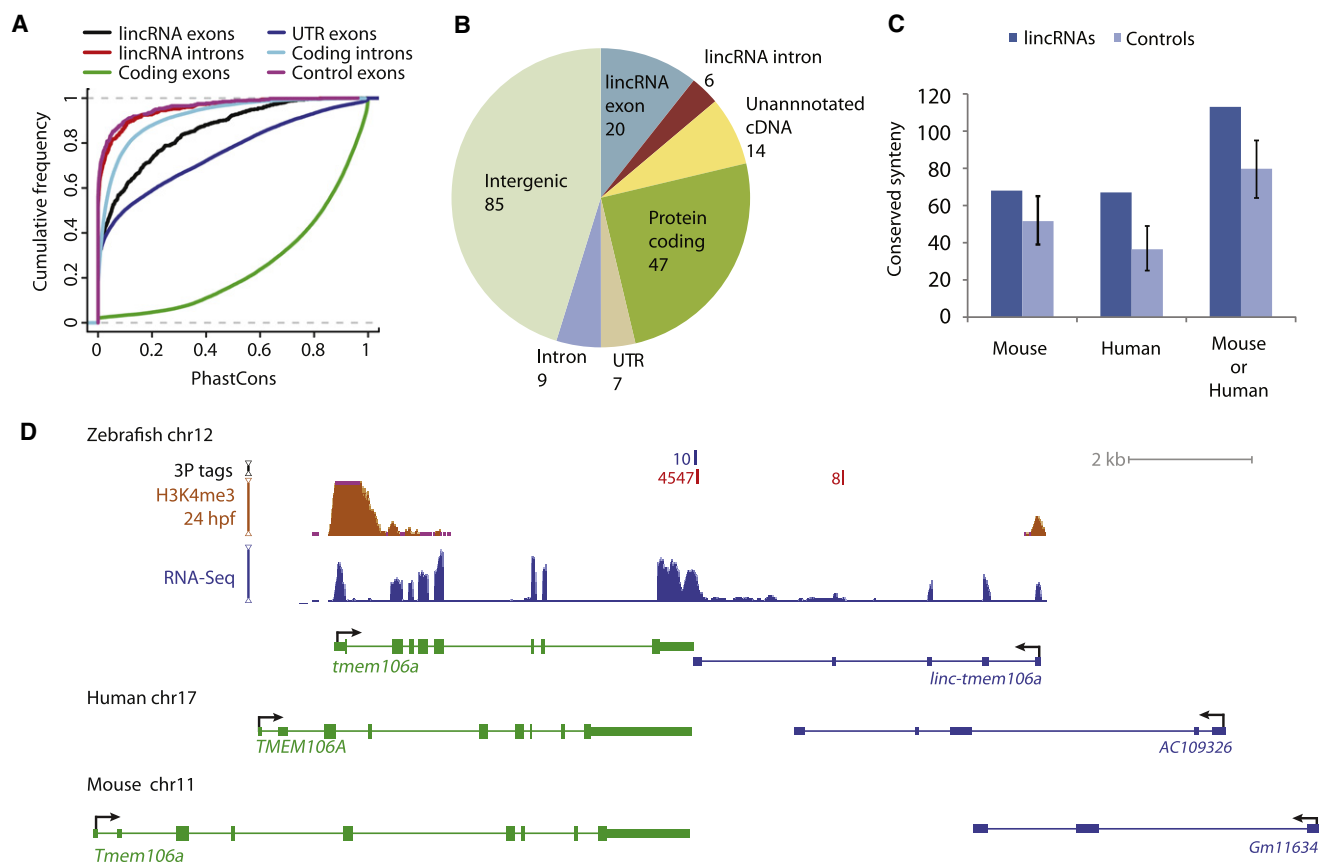 A
lincRNA exons
UTR exons
lincRNA introns
Coding introns
Coding exons
Control exons
Cumulative frequency
1
0.8
0.6
0.4
0.2
0
0
0.2
0.4
0.6
0.8
1
PhastCons
B
lincRNA
exon
20
lincRNA intron
6
Unannnotated
cDNA
14
Protein
coding
47
UTR
7
Intron
9
Intergenic
85
C
lincRNAs
Controls
Conserved synteny
120
100
80
60
40
20
0
Mouse
Human
Mouse
or
Human
D
Zebrafish chr12
3P tags
10
4547
8
2 kb
H3K4me3
24 hpf
RNA-Seq
tmem106a
linc-tmem106a
Human chr17
TMEM106A
AC109326
Mouse chr11
Tmem106a
Gm11634